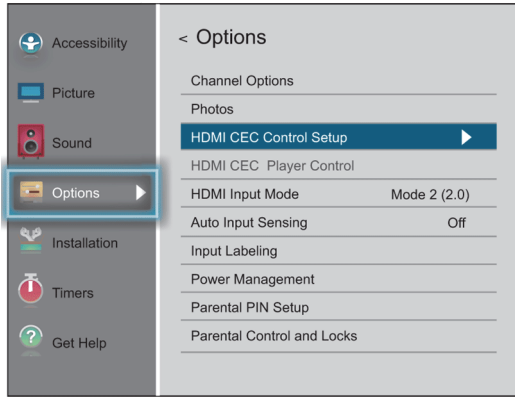 Accessibility
Picture
Sound
Options
Installation
Timers
Get Help
< Options
Channel Options
Photos
HDMI CEC Control Setup
HDMI CEC Player Control
HDMI Input Mode Mode 2 (2.0)
Auto Input Sensing Off
Input Labeling
Power Management
Parental PIN Setup
Parental Control and Locks